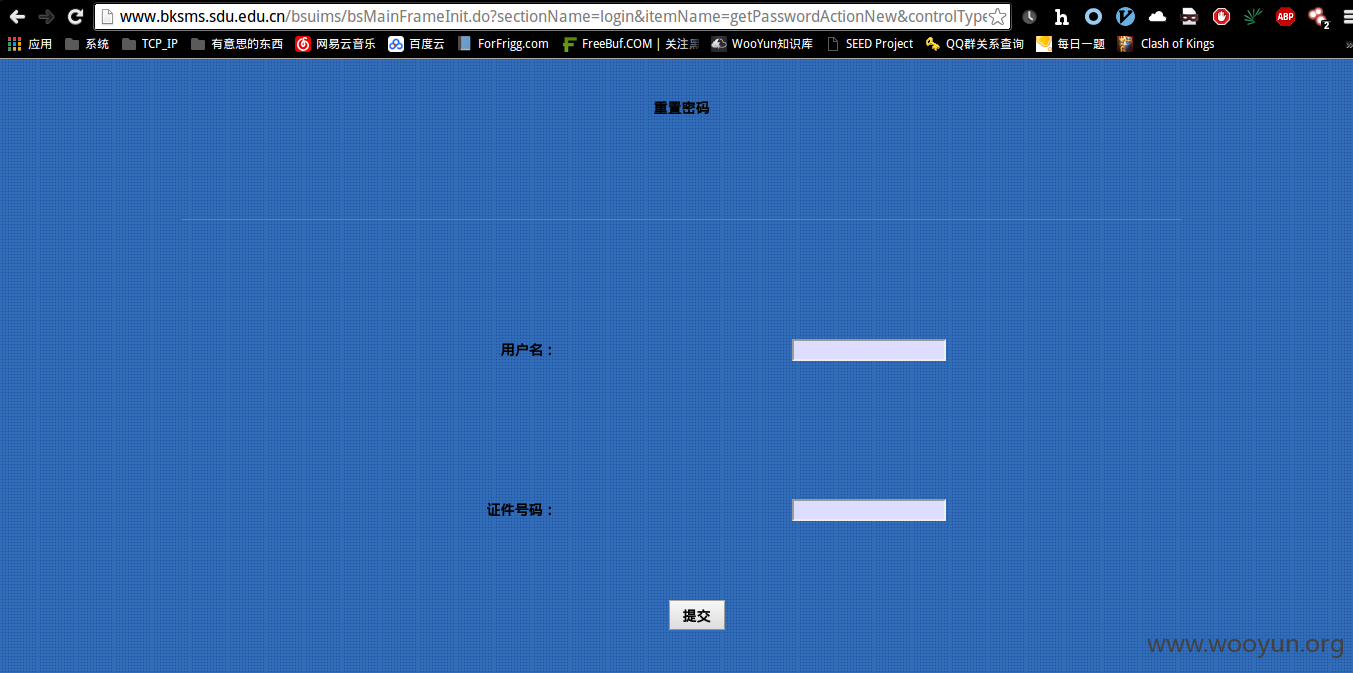 www.bksms.sdu.edu.cn/bsuims/bsMainFrameInit.do?sectionName=login&itemName=getPasswordActionNew&controlType
h ABP 2
应用 系统 TCP_IP 有意思的东西 网易云音乐 百度云 ForFrigg.com FreeBuf.COM | 关注黑 WooYun知识库 SEED Project QQ群关系查询 每日一题 Clash of Kings »
重置密码
用户名：
证件号码：
提交
www.wooyun.org